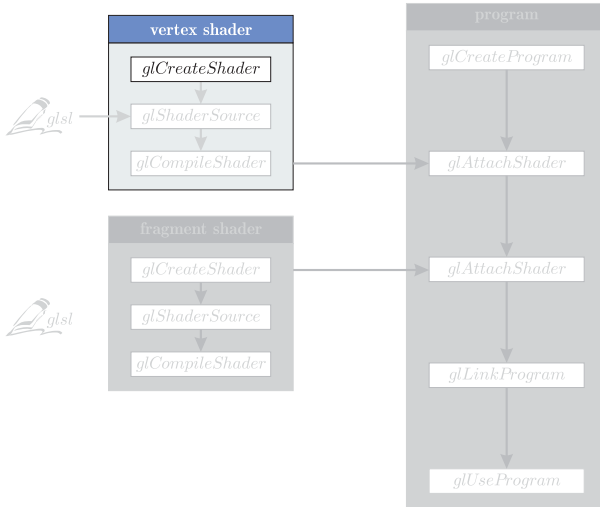 vertex shader
glCreateShader
glsl
glShaderSource
glCompileShader
fragment shader
glCreateShader
glsl
glShaderSource
glCompileShader
program
glCreateProgram
glAttachShader
glAttachShader
glLinkProgram
glUseProgram